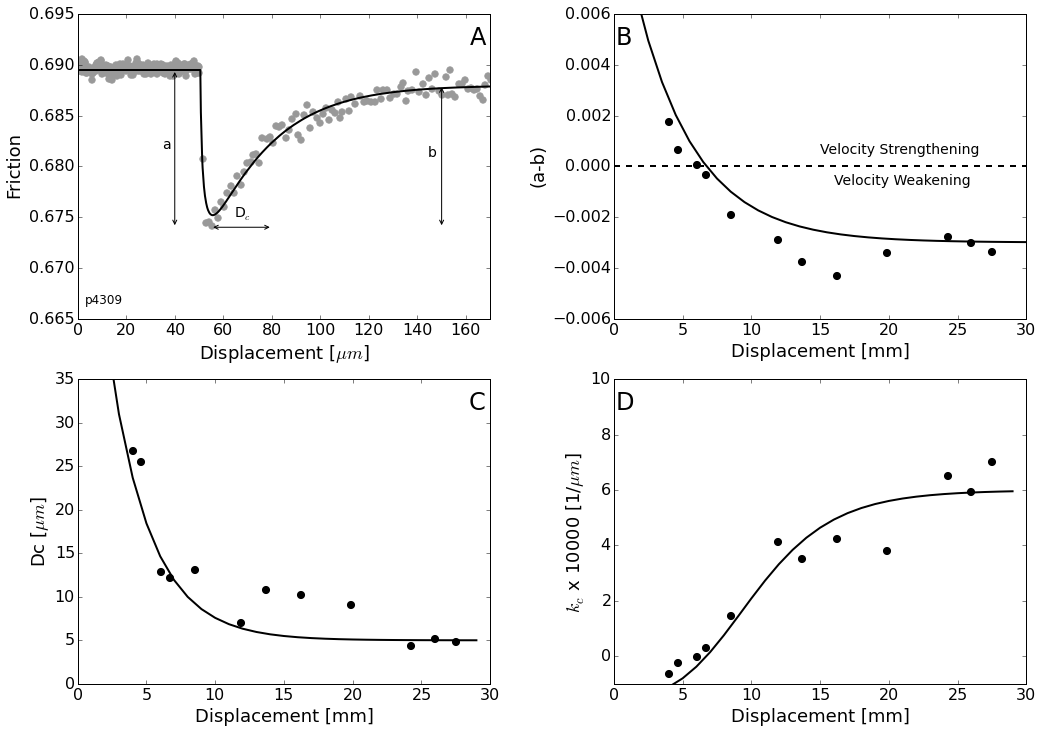 A
0.695
0.690
0.685
0.680
0.675
0.670
0.665
Friction
a
b
D_c
p4309
0 20 40 60 80 100 120 140 160
Displacement [μm]
B
0.006
0.004
0.002
0.000
−0.002
−0.004
−0.006
(a-b)
Velocity Strengthening
Velocity Weakening
0 5 10 15 20 25 30
Displacement [mm]
C
35
30
25
20
15
10
5
0
Dc [μm]
0 5 10 15 20 25 30
Displacement [mm]
D
10
8
6
4
2
0
k_c x 10000 [1/μm]
0 5 10 15 20 25 30
Displacement [mm]